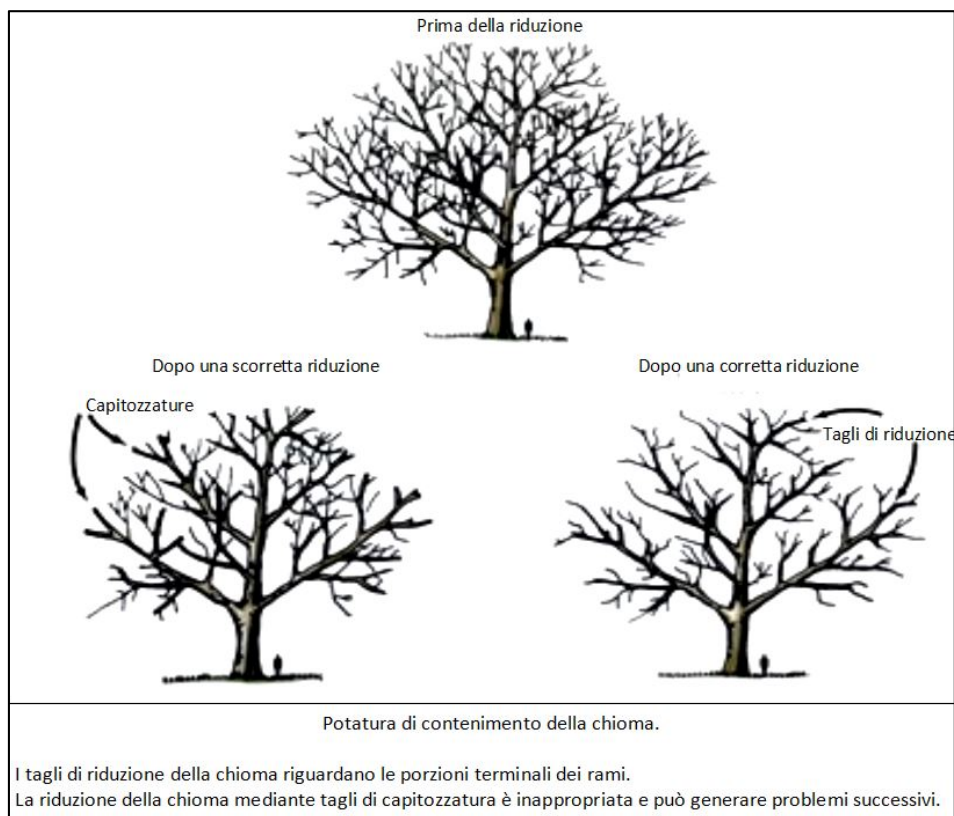 Prima della riduzione
Dopo una scorretta riduzione
Dopo una corretta riduzione
Capitozzature
Tagli di riduzione
Potatura di contenimento della chioma.
I tagli di riduzione della chioma riguardano le porzioni terminali dei rami.
La riduzione della chioma mediante tagli di capitozzatura è inappropriata e può generare problemi successivi.